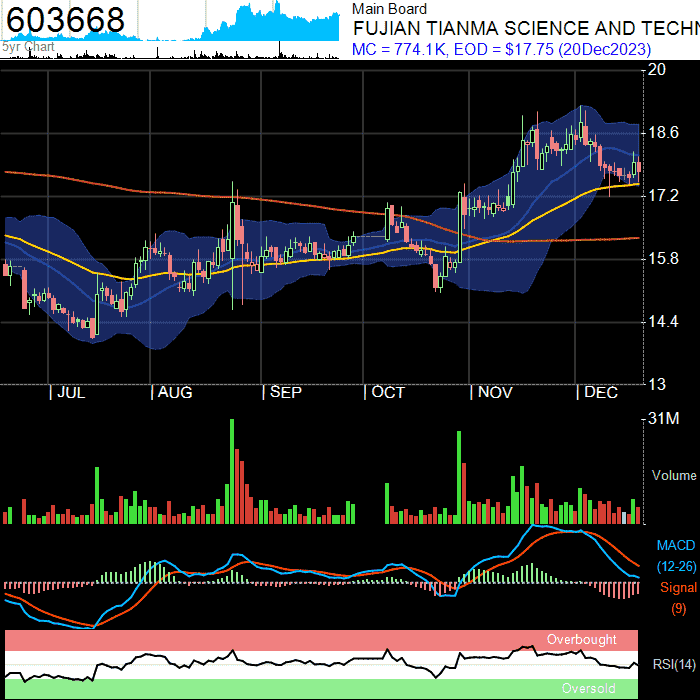 603668
5yr Chart
Main Board
FUJIAN TIANMA SCIENCE AND TECHN
MC = 774.1K, EOD = $17.75 (20Dec2023)
20
18.6
17.2
15.8
14.4
13
| JUL | AUG | SEP | OCT | NOV | DEC
31M
Volume
MACD
(12-26)
Signal
(9)
Overbought
RSI(14)
Oversold